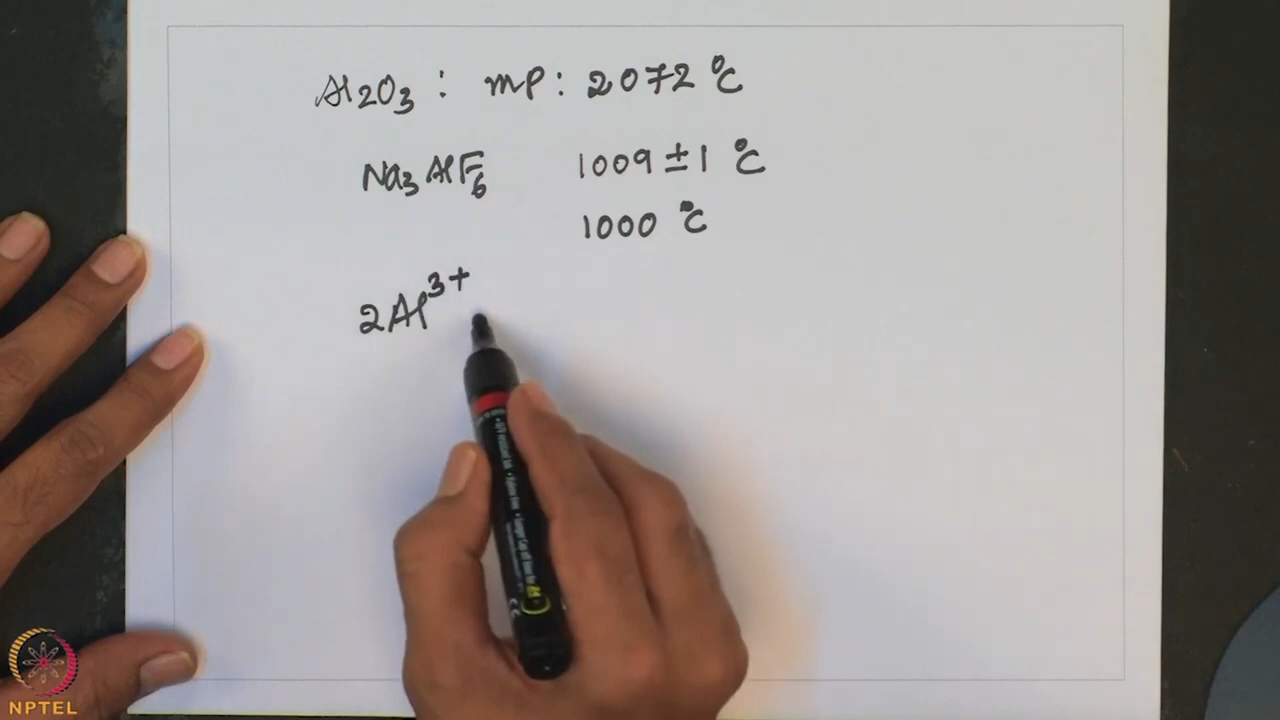 Al2O3 : mp : 2072 °C
Na3AlF6 1009 ± 1 °C
1000 °C
2Al3+
NPTEL